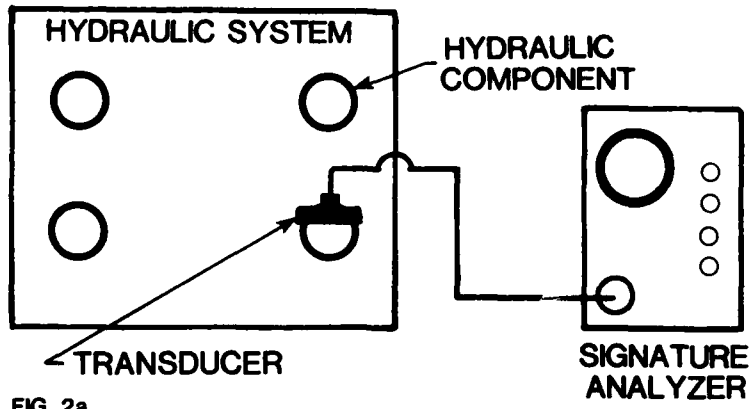 HYDRAULIC SYSTEM
HYDRAULIC
COMPONENT
TRANSDUCER
SIGNATURE
ANALYZER
FIG. 2a